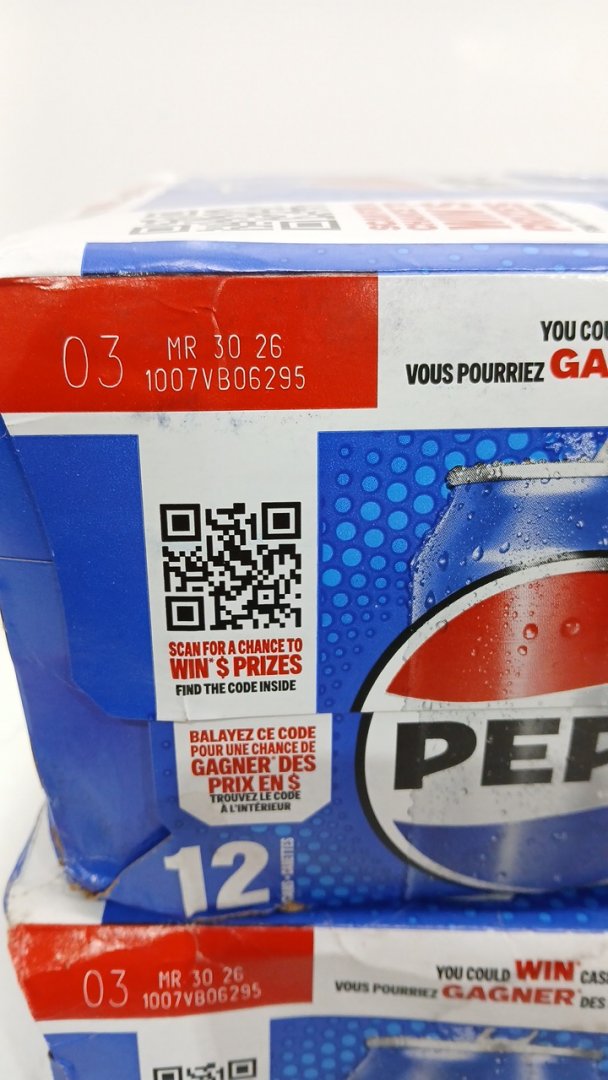 03
MR 30 26
1007VB06295
YOU COU
VOUS POURRIEZ GA
SCAN FOR A CHANCE TO
WIN* $ PRIZES
FIND THE CODE INSIDE
BALAYEZ CE CODE
POUR UNE CHANCE DE
GAGNER* DES
PRIX EN $
TROUVEZ LE CODE
À L'INTÉRIEUR
PEP
12
03
MR 30 26
1007VB06295
YOU COULD WIN* CAS
VOUS POURRIEZ GAGNER* DES